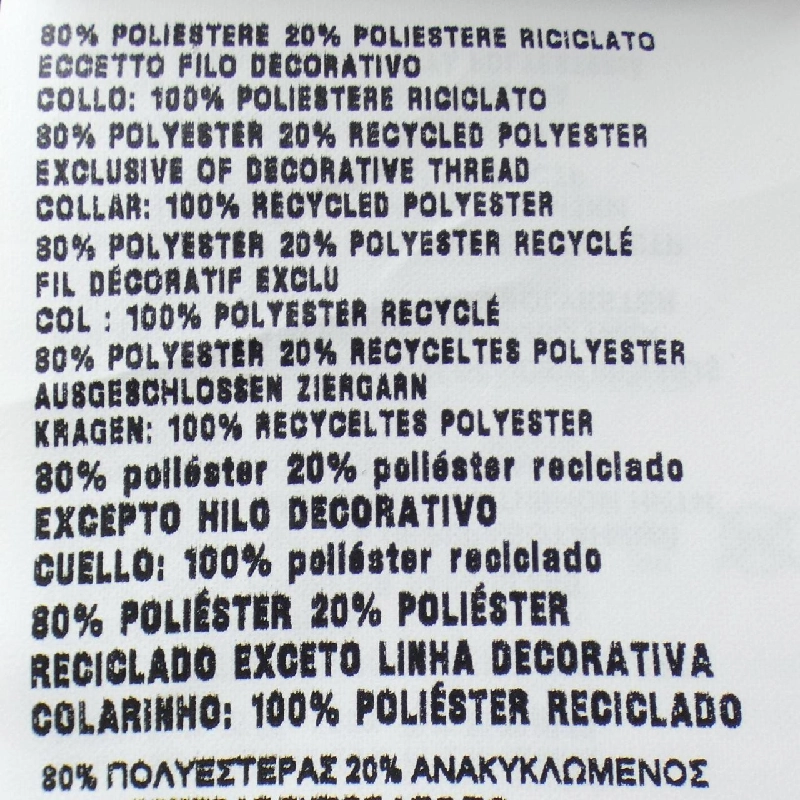 80% POLIESTERE 20% POLIESTERE RICICLATO
ECCETTO FILO DECORATIVO
COLLO: 100% POLIESTERE RICICLATO
80% POLYESTER 20% RECYCLED POLYESTER
EXCLUSIVE OF DECORATIVE THREAD
COLLAR: 100% RECYCLED POLYESTER
80% POLYESTER 20% POLYESTER RECYCLÉ
FIL DÉCORATIF EXCLU
COL : 100% POLYESTER RECYCLÉ
80% POLYESTER 20% RECYCELTES POLYESTER
AUSGESCHLOSSEN ZIERGARN
KRAGEN: 100% RECYCELTES POLYESTER
80% poliéster 20% poliéster reciclado
EXCEPTO HILO DECORATIVO
CUELLO: 100% poliéster reciclado
80% POLIÉSTER 20% POLIÉSTER
RECICLADO EXCETO LINHA DECORATIVA
COLARINHO: 100% POLIÉSTER RECICLADO
80% ΠΟΛΥΕΣΤΕΡΑΣ 20% ΑΝΑΚΥΚΛΩΜΕΝΟΣ